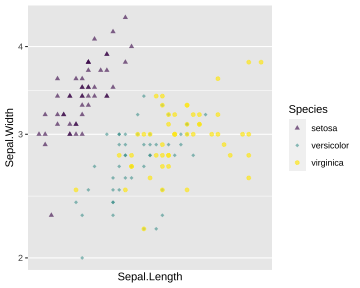 4
3
2
Sepal.Width
Sepal.Length
Species
setosa
versicolor
virginica